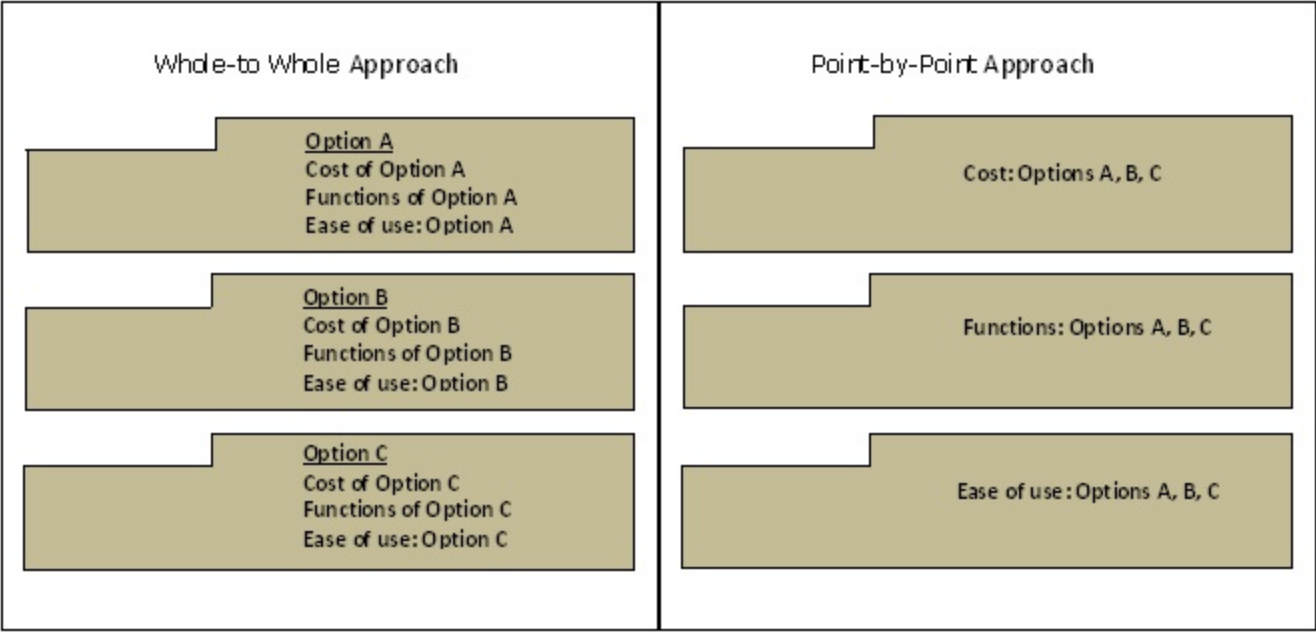 Whole-to Whole Approach
Option A
Cost of Option A
Functions of Option A
Ease of use: Option A
Option B
Cost of Option B
Functions of Option B
Ease of use: Option B
Option C
Cost of Option C
Functions of Option C
Ease of use: Option C
Point-by-Point Approach
Cost: Options A, B, C
Functions: Options A, B, C
Ease of use: Options A, B, C